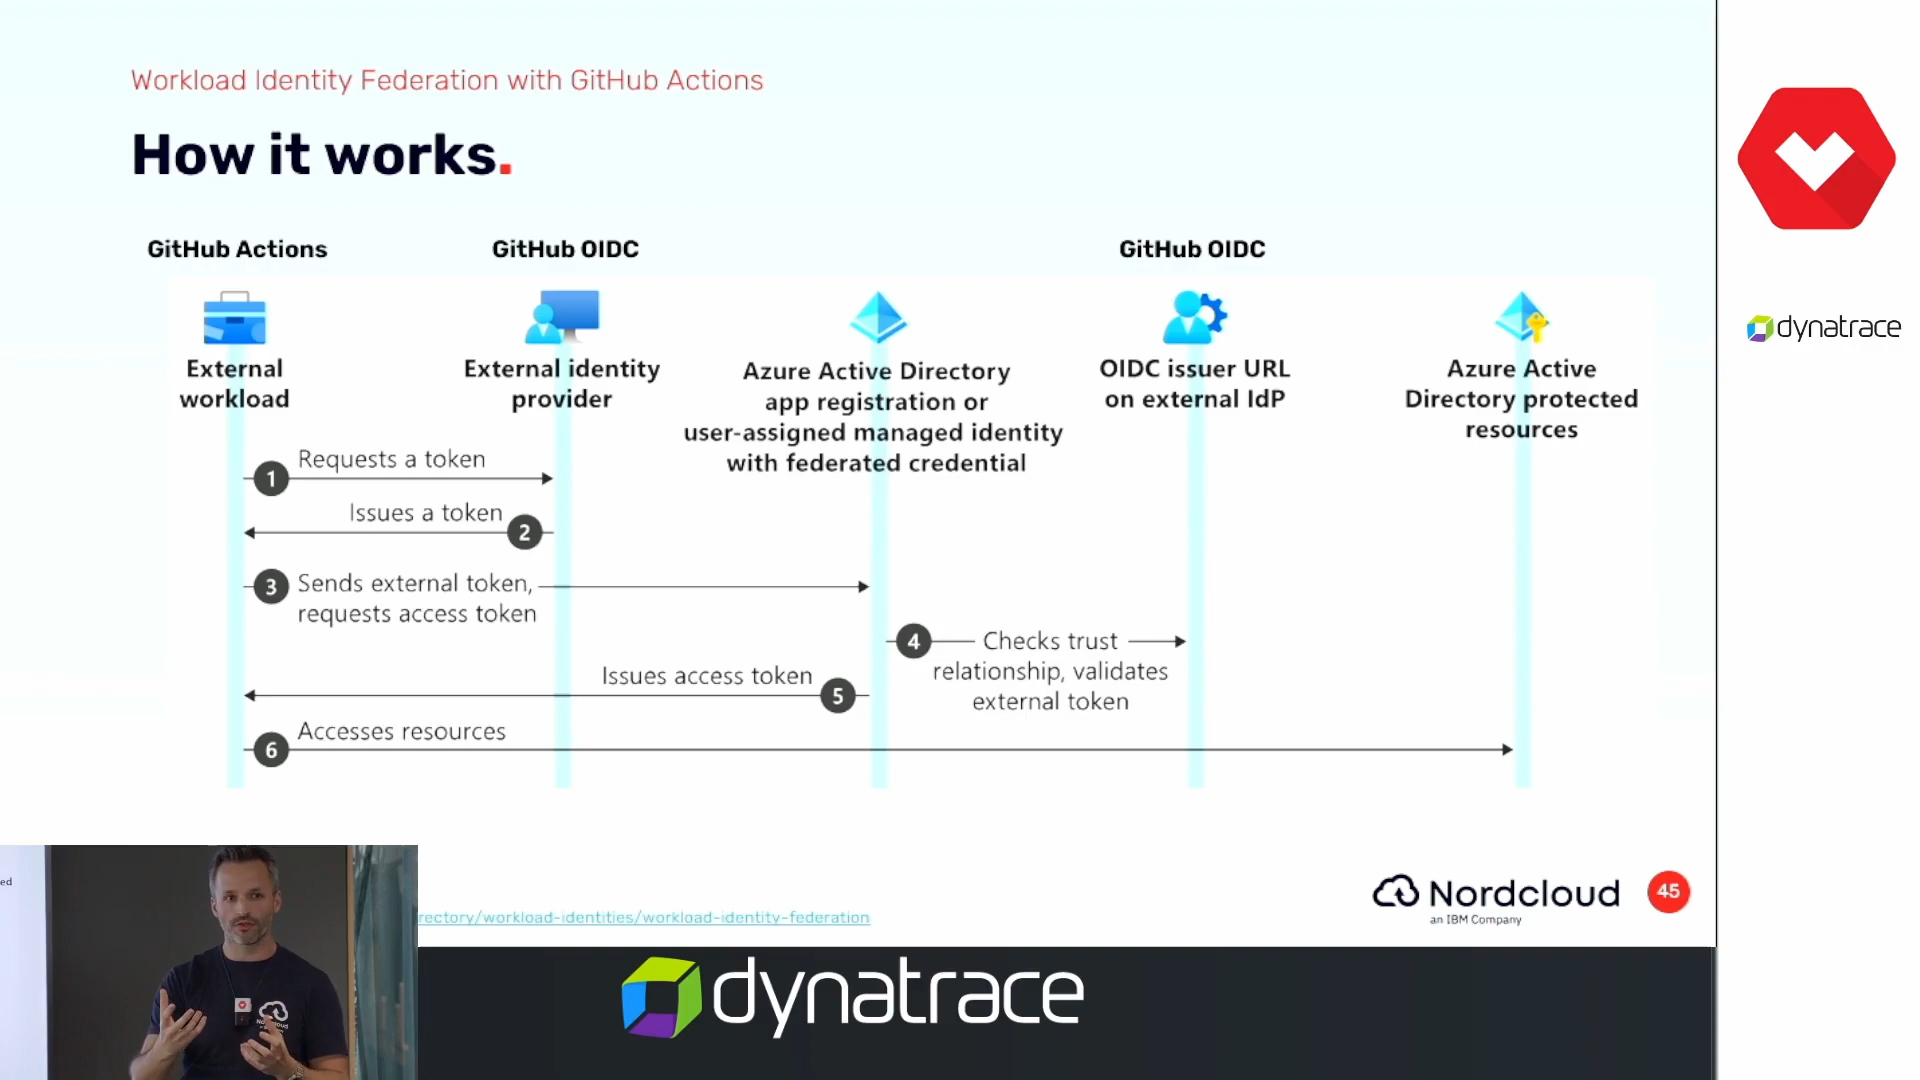 Workload Identity Federation with GitHub Actions
How it works.
GitHub Actions
GitHub OIDC
GitHub OIDC
External
workload
External identity
provider
Azure Active Directory
app registration or
user-assigned managed identity
with federated credential
OIDC issuer URL
on external IdP
Azure Active
Directory protected
resources
1
Requests a token
Issues a token
2
3
Sends external token,
requests access token
4
Checks trust
relationship, validates
external token
Issues access token
5
6
Accesses resources
rectory/workload-identities/workload-identity-federation
Nordcloud
an IBM Company
45
dynatrace
dynatrace
ed